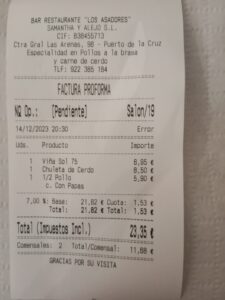 BAR RESTAURANTE "LOS ASADORES"
SAMANTHA Y ALEJO S.L.
CIF: B38455713
Ctra Gral Las Arenas, 98 - Puerto de la Cruz
Especialidad en Pollos a la brasa
y carne de cerdo
TLF: 922 385 184
FACTURA PROFORMA
NQ Op.: [Pendiente] Salon/19
14/12/2023 20:30 Error
Uds. Producto Importe
1 Viña Sol 75 8,95 €
1 Chuleta de Cerdo 8,50 €
1 1/2 Pollo 5,90 €
c. Con Papas
7,00 %: Base: 21,82 € Cuota: 1,53 €
Total: 21,82 € Total: 1,53 €
Total (Impuestos Incl.) 23,35 €
Comensales: 2 Total/Comensal: 11,68 €
GRACIAS POR SU VISITA